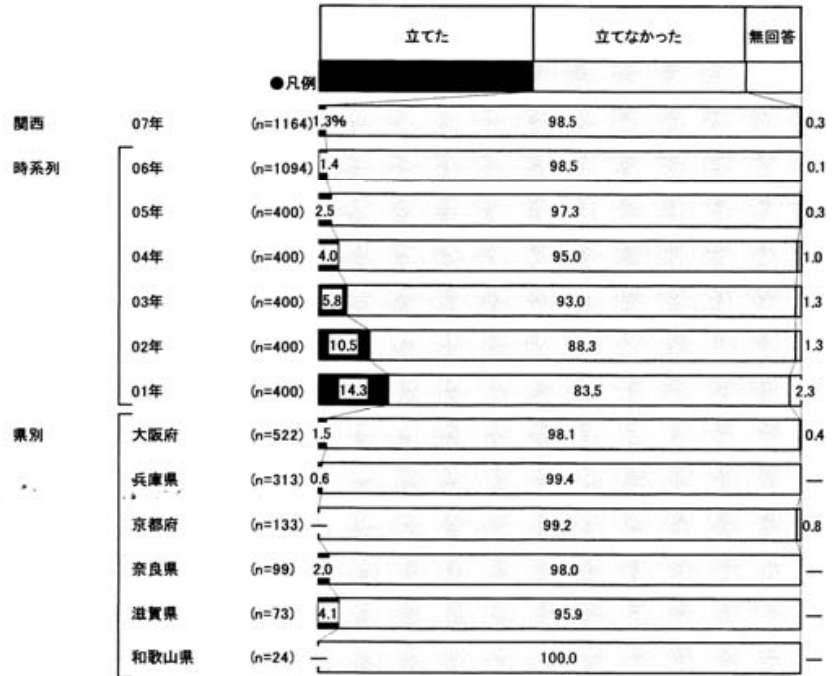 立てた 立てなかった 無回答
●凡例
関西 07年 (n=1164) 1.3% 98.5 0.3
時系列 06年 (n=1094) 1.4 98.5 0.1
05年 (n=400) 2.5 97.3 0.3
04年 (n=400) 4.0 95.0 1.0
03年 (n=400) 5.8 93.0 1.3
02年 (n=400) 10.5 88.3 1.3
01年 (n=400) 14.3 83.5 2.3
県別 大阪府 (n=522) 1.5 98.1 0.4
兵庫県 (n=313) 0.6 99.4 —
京都府 (n=133) — 99.2 0.8
奈良県 (n=99) 2.0 98.0 —
滋賀県 (n=73) 4.1 95.9 —
和歌山県 (n=24) — 100.0 —